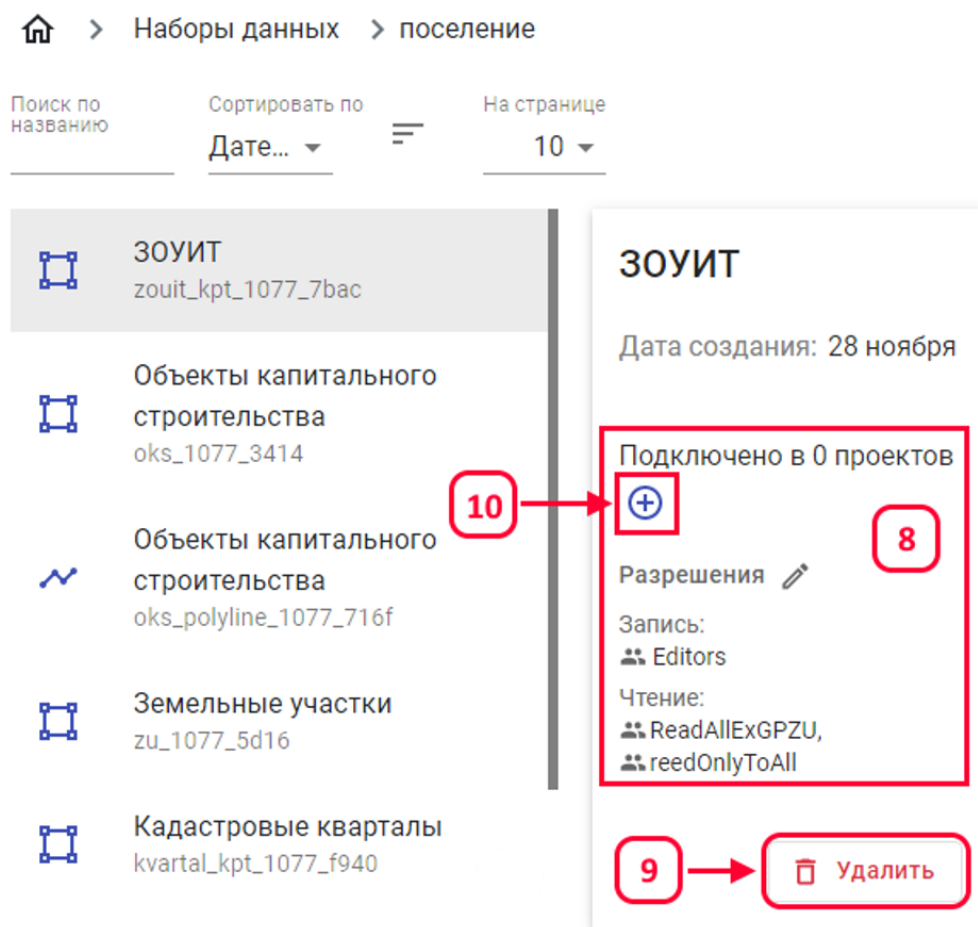 Наборы данных
поселение
Поиск по
названию
Сортировать по
Дате...
На странице
10
ЗОУИТ
zouit_kpt_1077_7bac
Объекты капитального
строительства
oks_1077_3414
Объекты капитального
строительства
oks_polyline_1077_716f
Земельные участки
zu_1077_5d16
Кадастровые кварталы
kvartal_kpt_1077_f940
ЗОУИТ
Дата создания: 28 ноября
Подключено в 0 проектов
10
8
Разрешения
Запись:
Editors
Чтение:
ReadAllExGPZU,
reedOnlyToAll
9
Удалить